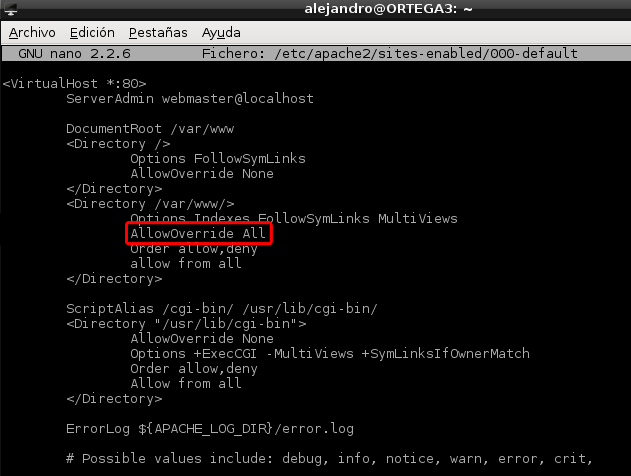 alejandro@ORTEGA3: ~
Archivo Edición Pestañas Ayuda
GNU nano 2.2.6 Fichero: /etc/apache2/sites-enabled/000-default
<VirtualHost *:80>
ServerAdmin webmaster@localhost
DocumentRoot /var/www
<Directory />
Options FollowSymLinks
AllowOverride None
</Directory>
<Directory /var/www/>
Options Indexes FollowSymLinks MultiViews
AllowOverride All
Order allow,deny
allow from all
</Directory>
ScriptAlias /cgi-bin/ /usr/lib/cgi-bin/
<Directory "/usr/lib/cgi-bin">
AllowOverride None
Options +ExecCGI -MultiViews +SymLinksIfOwnerMatch
Order allow,deny
Allow from all
</Directory>
ErrorLog ${APACHE_LOG_DIR}/error.log
# Possible values include: debug, info, notice, warn, error, crit,